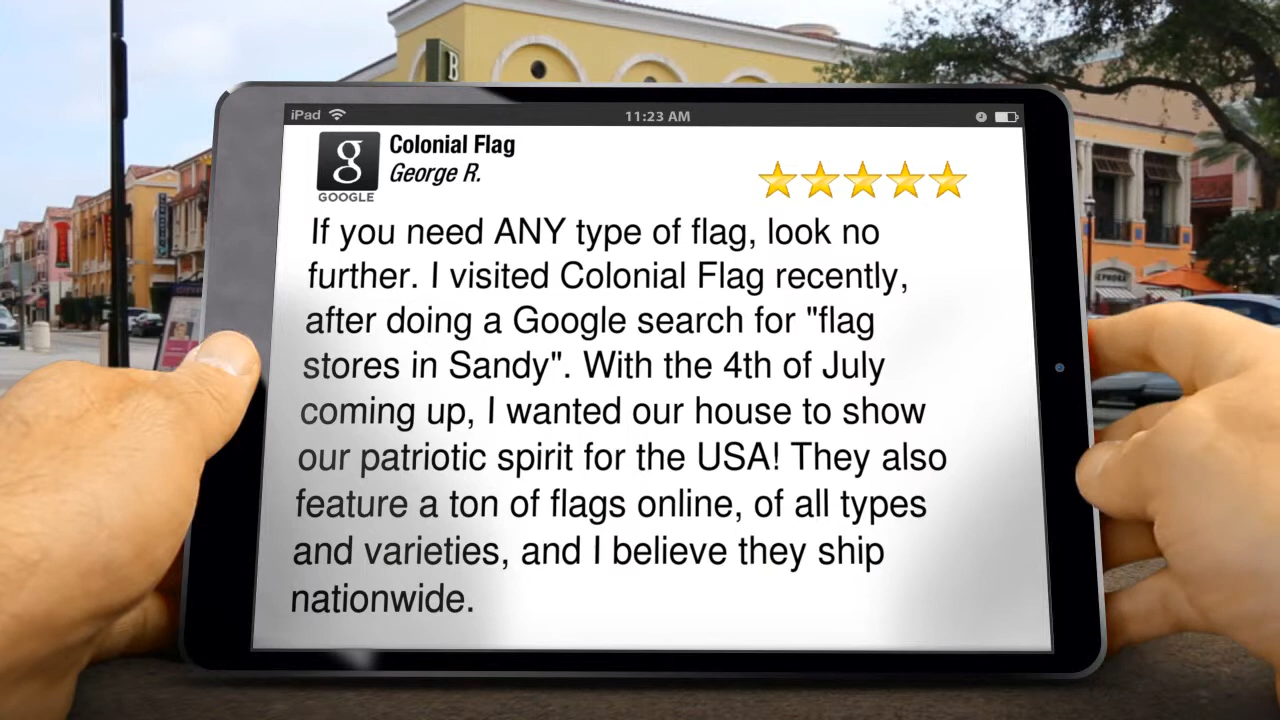 iPad 11:23 AM
g
GOOGLE
Colonial Flag
George R.
If you need ANY type of flag, look no
further. I visited Colonial Flag recently,
after doing a Google search for "flag
stores in Sandy". With the 4th of July
coming up, I wanted our house to show
our patriotic spirit for the USA! They also
feature a ton of flags online, of all types
and varieties, and I believe they ship
nationwide.
B
SEPHORA